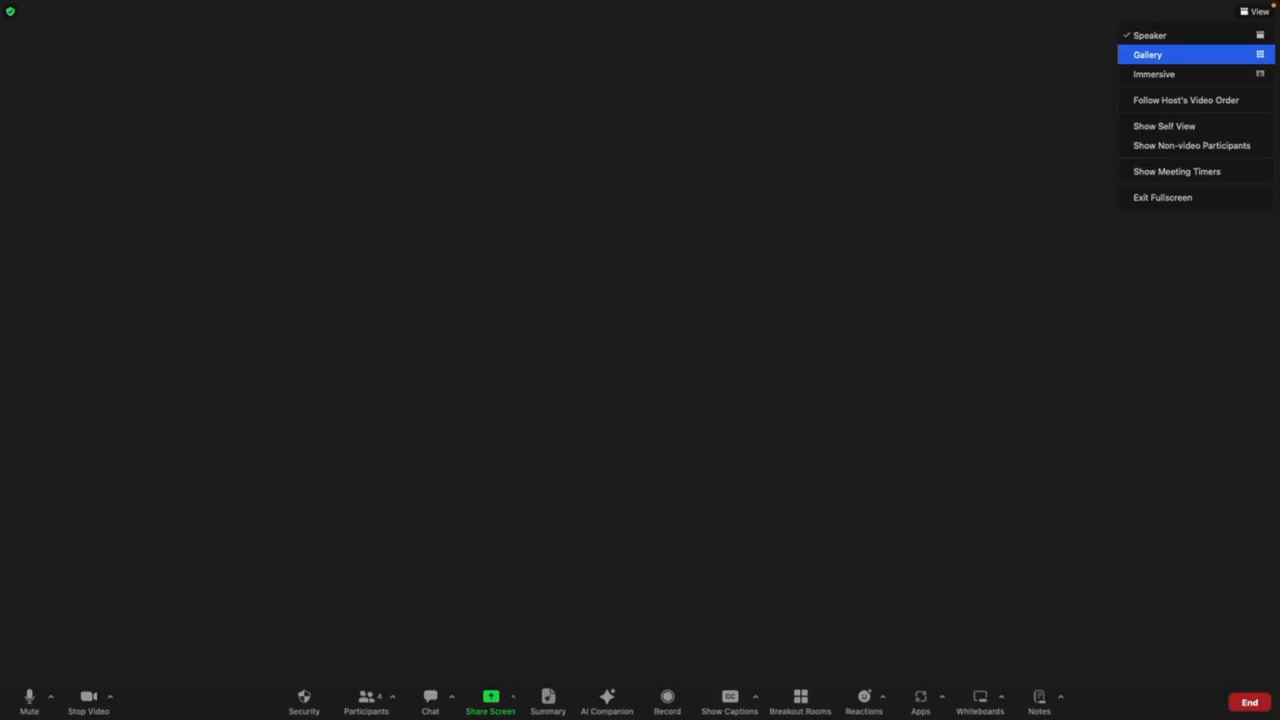 View
Speaker
Gallery
Immersive
Follow Host's Video Order
Show Self View
Show Non-video Participants
Show Meeting Timers
Exit Fullscreen
4
CC
Mute
Stop Video
Security
Participants
Chat
Share Screen
Summary
AI Companion
Record
Show Captions
Breakout Rooms
Reactions
Apps
Whiteboards
Notes
End